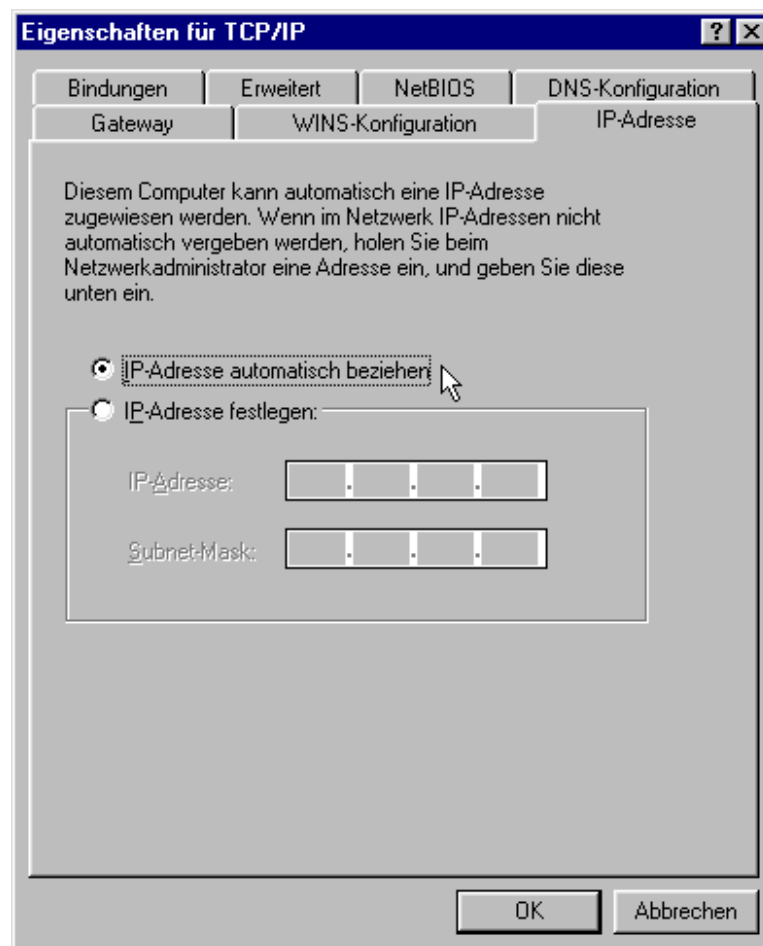 Eigenschaften für TCP/IP
Bindungen Erweitert NetBIOS DNS-Konfiguration
Gateway WINS-Konfiguration IP-Adresse
Diesem Computer kann automatisch eine IP-Adresse
zugewiesen werden. Wenn im Netzwerk IP-Adressen nicht
automatisch vergeben werden, holen Sie beim
Netzwerkadministrator eine Adresse ein, und geben Sie diese
unten ein.
IP-Adresse automatisch beziehen
IP-Adresse festlegen:
IP-Adresse: . . .
Subnet-Mask: . . .
OK Abbrechen